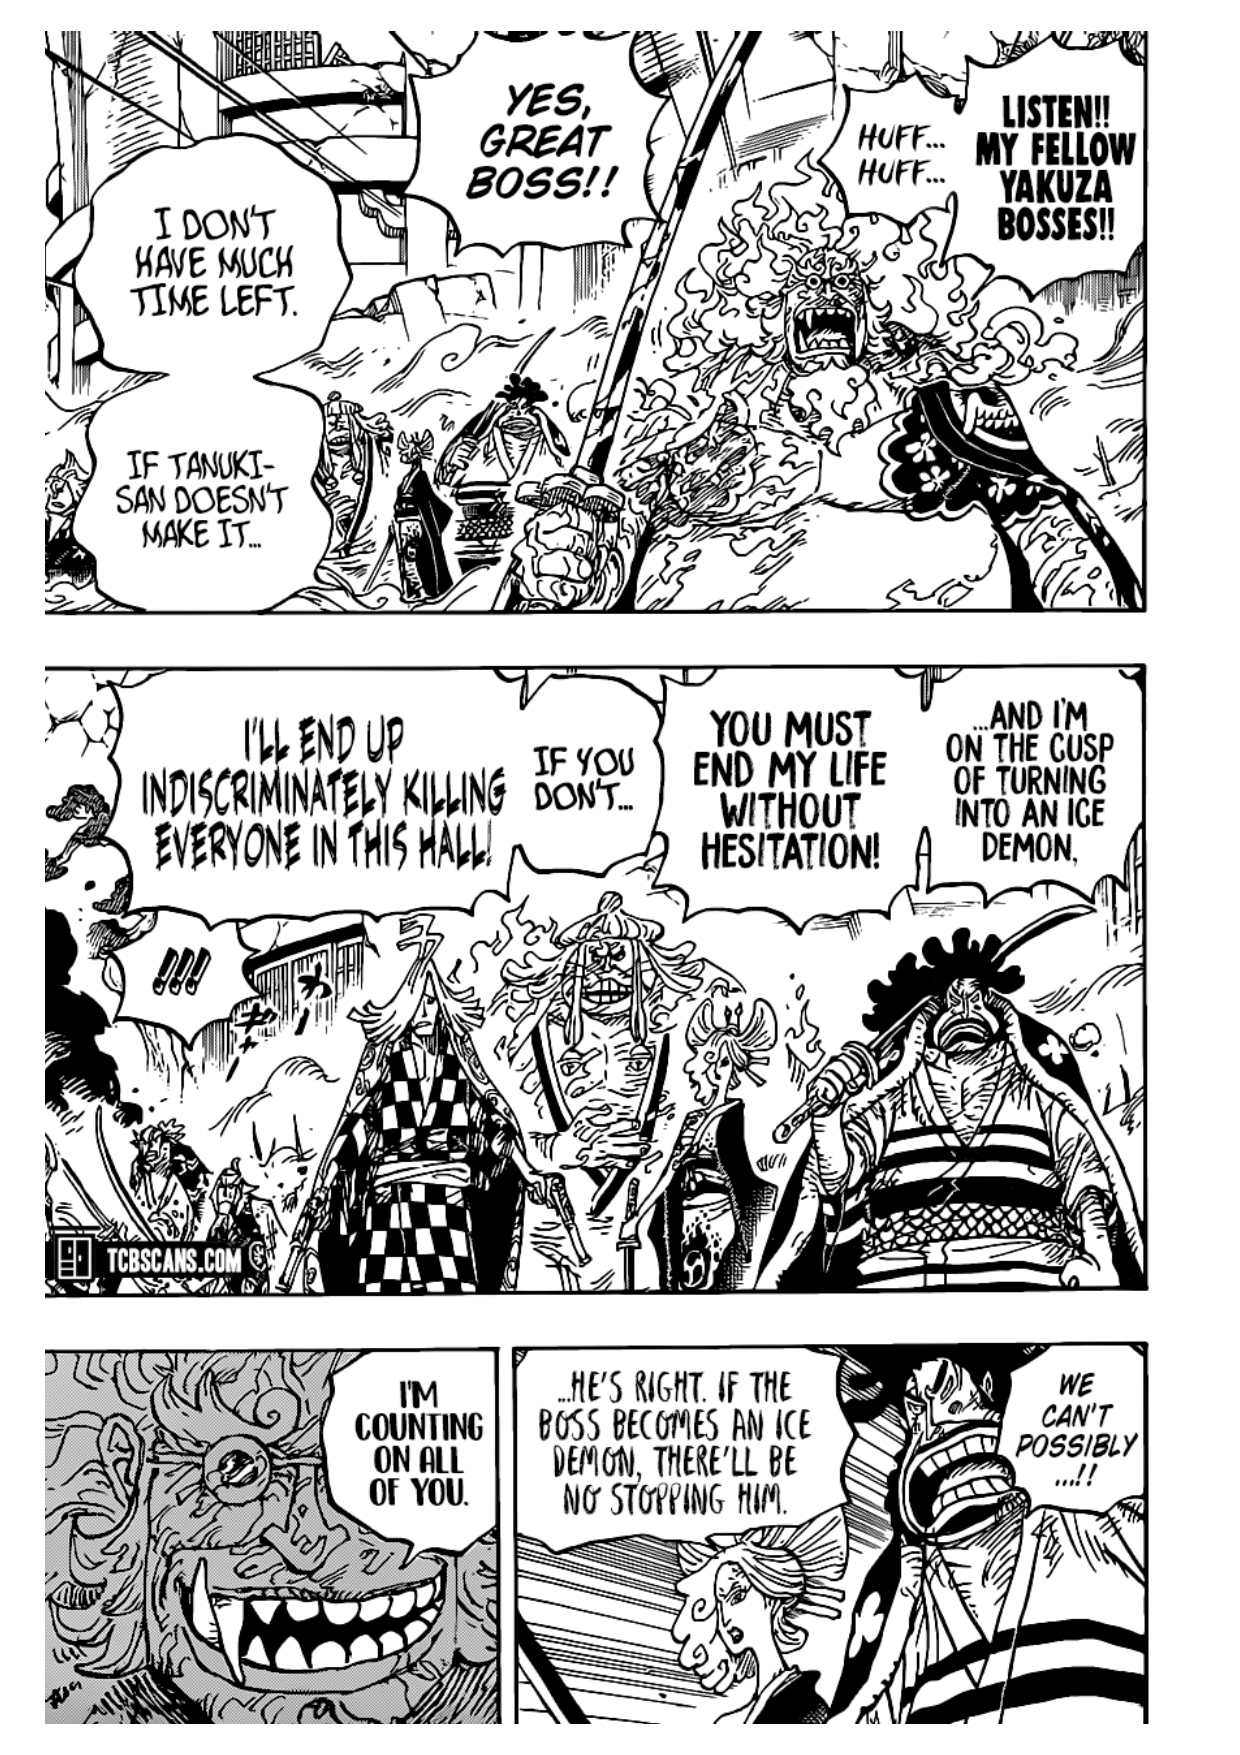 LISTEN!!
MY FELLOW
YAKUZA
BOSSES!!
HUFF...
HUFF...
YES,
GREAT
BOSS!!
I DON'T
HAVE MUCH
TIME LEFT.
IF TANUKI-
SAN DOESN'T
MAKE IT...
...AND I'M
ON THE CUSP
OF TURNING
INTO AN ICE
DEMON,
YOU MUST
END MY LIFE
WITHOUT
HESITATION!
IF YOU
DON'T...
I'LL END UP
INDISCRIMINATELY KILLING
EVERYONE IN THIS HALL!
!!!
TCBSCANS.COM
WE
CAN'T
POSSIBLY
...!!
...HE'S RIGHT. IF THE
BOSS BECOMES AN ICE
DEMON, THERE'LL BE
NO STOPPING HIM.
I'M
COUNTING
ON ALL
OF YOU.